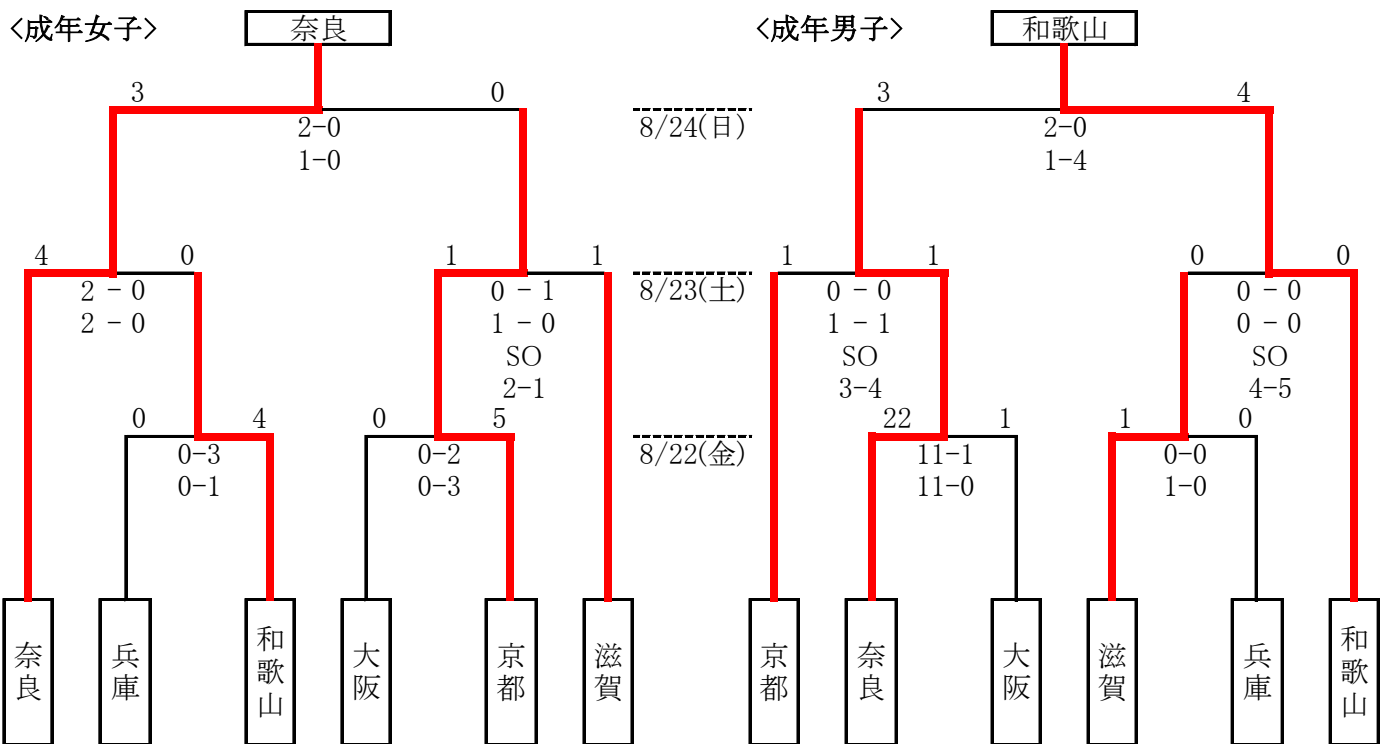 <成年女子>
奈良
<成年男子>
和歌山
3
0
3
4
2-0
1-0
8/24(日)
2-0
1-4
4
0
1
1
1
1
0
0
2 - 0
2 - 0
0 - 1
1 - 0
SO
2-1
8/23(土)
0 - 0
1 - 1
SO
3-4
0 - 0
0 - 0
SO
4-5
0
4
0
5
22
1
1
0
0-3
0-1
0-2
0-3
8/22(金)
11-1
11-0
0-0
1-0
奈良
兵庫
和歌山
大阪
京都
滋賀
京都
奈良
大阪
滋賀
兵庫
和歌山